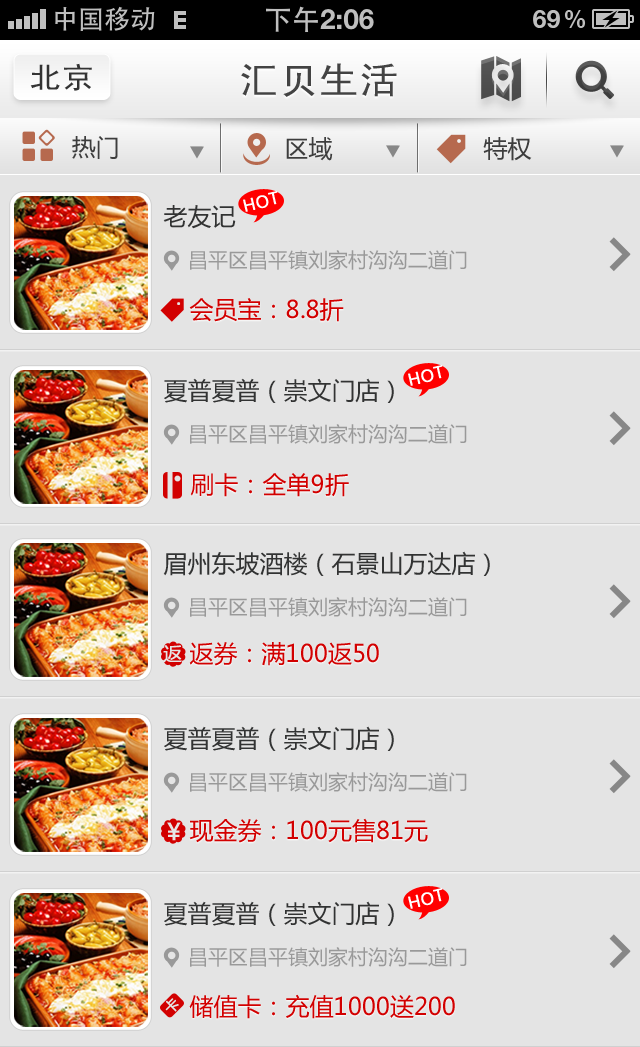 中国移动 E 下午2:06 69%
北京 汇贝生活
热门 区域 特权
老友记 HOT
昌平区昌平镇刘家村沟沟二道门
会员宝：8.8折
夏普夏普（崇文门店） HOT
昌平区昌平镇刘家村沟沟二道门
刷卡：全单9折
眉州东坡酒楼（石景山万达店）
昌平区昌平镇刘家村沟沟二道门
返 返券：满100返50
夏普夏普（崇文门店）
昌平区昌平镇刘家村沟沟二道门
¥ 现金券：100元售81元
夏普夏普（崇文门店） HOT
昌平区昌平镇刘家村沟沟二道门
卡 储值卡：充值1000送200